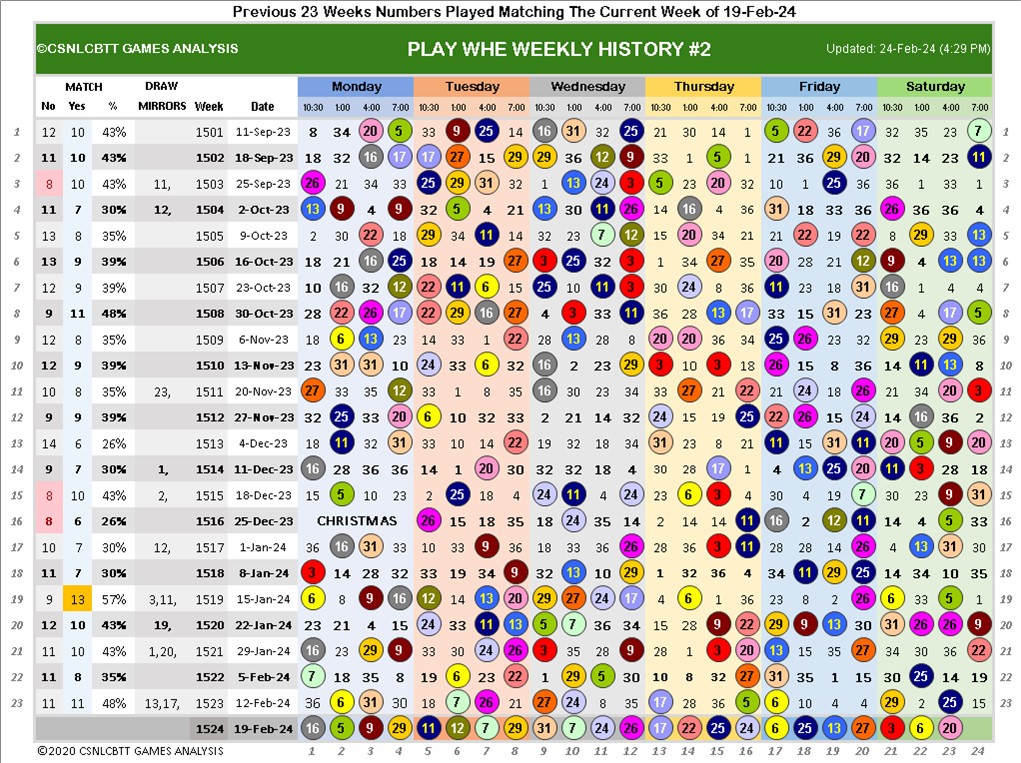 Previous 23 Weeks Numbers Played Matching The Current Week of 19-Feb-24
©CSNLCBTT GAMES ANALYSIS PLAY WHE WEEKLY HISTORY #2 Updated: 24-Feb-24 (4:29 PM)
MATCH DRAW Monday Tuesday Wednesday Thursday Friday Saturday
No Yes % MIRRORS Week Date 10:30 1:00 4:00 7:00 10:30 1:00 4:00 7:00 10:30 1:00 4:00 7:00 10:30 1:00 4:00 7:00 10:30 1:00 4:00 7:00 10:30 1:00 4:00 7:00
1 12 10 43% 1501 11-Sep-23 8 34 20 5 33 9 25 14 16 31 32 25 21 30 14 1 5 22 36 17 32 35 23 7 1
2 11 10 43% 1502 18-Sep-23 18 32 16 17 17 27 15 29 29 36 12 9 33 1 5 1 21 36 29 20 32 14 23 11 2
3 8 10 43% 11, 1503 25-Sep-23 26 21 34 33 25 29 31 32 1 13 24 3 5 23 20 32 10 1 25 36 36 1 33 1 3
4 11 7 30% 12, 1504 2-Oct-23 13 9 4 9 32 5 4 21 13 30 11 26 14 16 4 36 31 18 33 36 26 36 36 4 4
5 13 8 35% 1505 9-Oct-23 2 30 22 18 29 34 11 14 32 23 7 12 15 20 34 21 21 22 19 22 8 29 33 13 5
6 13 9 39% 1506 16-Oct-23 18 21 16 25 18 14 19 27 3 25 32 3 1 34 27 35 20 28 21 12 9 4 13 13 6
7 12 9 39% 1507 23-Oct-23 10 16 32 12 22 11 6 15 25 10 11 3 30 24 8 36 11 23 18 31 16 1 4 4 7
8 9 11 48% 1508 30-Oct-23 28 22 26 17 22 29 16 27 4 3 33 11 36 28 13 17 33 15 31 23 27 4 17 5 8
9 12 8 35% 1509 6-Nov-23 18 6 13 23 14 33 1 22 28 13 28 8 20 20 36 19 25 26 23 23 29 23 29 36 9
10 12 9 39% 1510 13-Nov-23 23 31 31 10 24 33 6 32 16 2 23 29 3 10 3 10 26 15 8 36 14 11 13 8 10
11 10 8 35% 23, 1511 20-Nov-23 27 33 35 12 33 1 8 35 16 30 33 30 14 27 21 22 21 24 18 26 21 34 20 3 11
12 9 9 39% 1512 27-Nov-23 32 25 33 20 6 10 32 33 2 21 14 32 24 15 19 25 22 26 15 24 14 16 36 2 12
13 14 6 26% 1513 4-Dec-23 18 11 32 31 33 10 14 22 19 32 18 34 31 23 8 21 11 15 31 11 20 5 9 20 13
14 9 7 30% 1, 1514 11-Dec-23 16 28 36 36 14 1 20 30 32 32 18 4 30 28 17 1 4 13 25 20 11 3 28 18 14
15 8 10 43% 2, 1515 18-Dec-23 15 5 10 23 2 25 18 4 24 11 4 24 23 6 3 4 30 4 19 7 30 23 9 31 15
16 8 6 26% 1516 25-Dec-23 CHRISTMAS 26 15 18 35 18 24 35 14 2 14 14 11 16 2 12 11 14 4 5 33 16
17 10 7 30% 12, 1517 1-Jan-24 36 16 31 33 10 33 9 36 18 33 36 26 28 36 3 11 28 28 14 26 4 13 31 30 17
18 11 7 30% 1518 8-Jan-24 3 14 28 32 33 19 34 9 32 13 10 29 1 32 36 4 34 11 29 25 14 34 10 35 18
19 9 13 57% 3,11, 1519 15-Jan-24 6 8 9 16 12 14 13 20 29 27 24 17 4 6 14 1 23 8 2 26 6 33 5 1 19
20 12 10 43% 19, 1520 22-Jan-24 23 21 4 15 24 33 11 13 5 7 36 34 15 28 9 22 29 9 13 30 31 26 26 9 20
21 11 10 43% 1,20, 1521 29-Jan-24 16 23 29 9 34 30 24 26 3 35 28 9 28 1 3 20 13 15 35 34 21 30 36 22 21
22 11 8 35% 1522 5-Feb-24 7 18 35 8 19 6 23 22 1 29 5 30 10 8 32 27 31 35 1 15 30 25 14 19 22
23 11 11 48% 13,17, 1523 12-Feb-24 36 6 31 30 18 7 26 21 27 24 8 35 17 28 5 18 6 10 4 4 29 2 25 15 23
1524 19-Feb-24 16 5 9 29 11 12 7 29 31 7 24 26 17 22 25 24 6 25 13 27 3 6 20
©2020 CSNLCBTT GAMES ANALYSIS 1 2 3 4 5 6 7 8 9 10 11 12 13 14 15 16 17 18 19 20 21 22 23 24